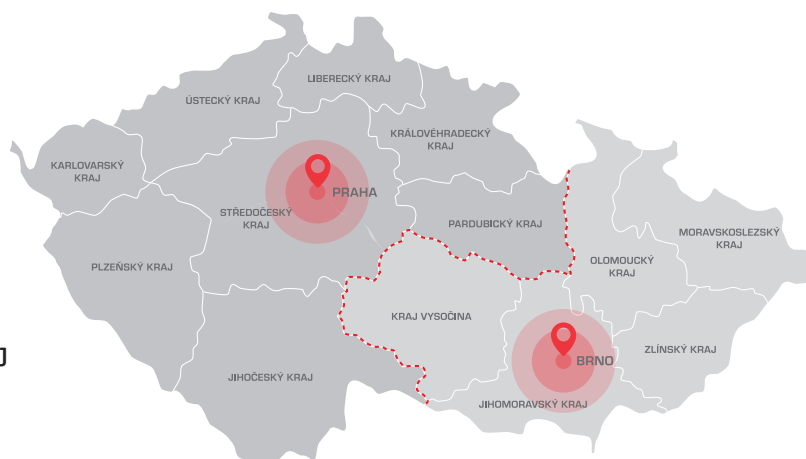 LIBERECKÝ KRAJ
ÚSTECKÝ KRAJ
KRÁLOVÉHRADECKÝ
KRAJ
KARLOVARSKÝ
KRAJ
PRAHA
STŘEDOČESKÝ
KRAJ
PARDUBICKÝ KRAJ
MORAVSKOSLEZSKÝ
KRAJ
OLOMOUCKÝ
KRAJ
PLZEŇSKÝ KRAJ
KRAJ VYSOČINA
J
ZLÍNSKÝ KRAJ
BRNO
JIHOČESKÝ KRAJ
JIHOMORAVSKÝ KRAJ